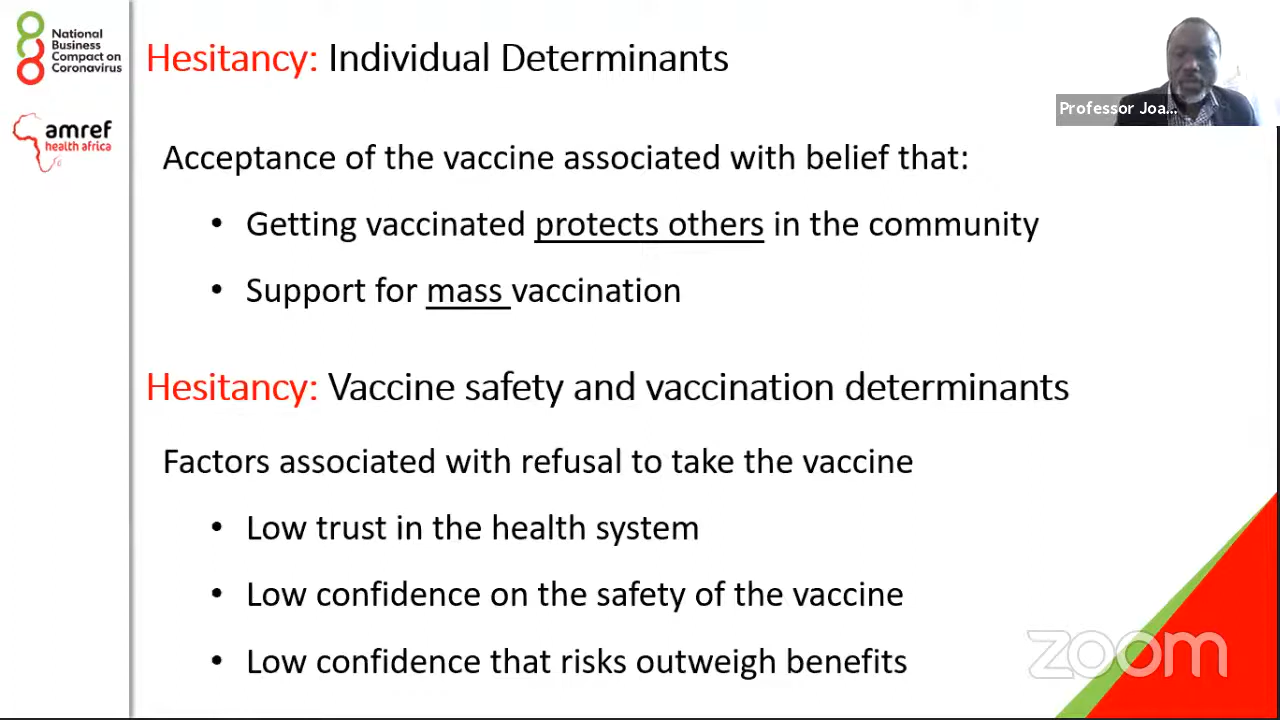 National
Business
Compact on
Coronavirus
amref
health africa
Hesitancy: Individual Determinants
Professor Joa...
Acceptance of the vaccine associated with belief that:
• Getting vaccinated protects others in the community
• Support for mass vaccination
Hesitancy: Vaccine safety and vaccination determinants
Factors associated with refusal to take the vaccine
• Low trust in the health system
• Low confidence on the safety of the vaccine
• Low confidence that risks outweigh benefits
zoom